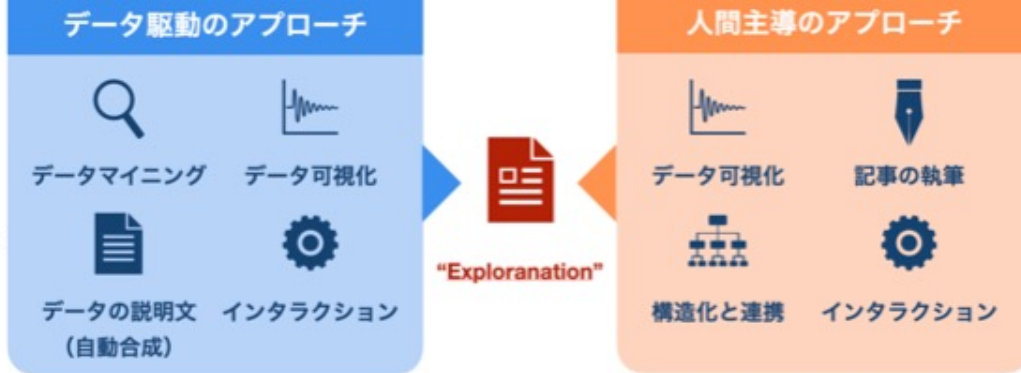 データ駆動のアプローチ
データマイニング
データ可視化
データの説明文
(自動合成)
インタラクション
“Exploranation”
人間主導のアプローチ
データ可視化
記事の執筆
構造化と連携
インタラクション